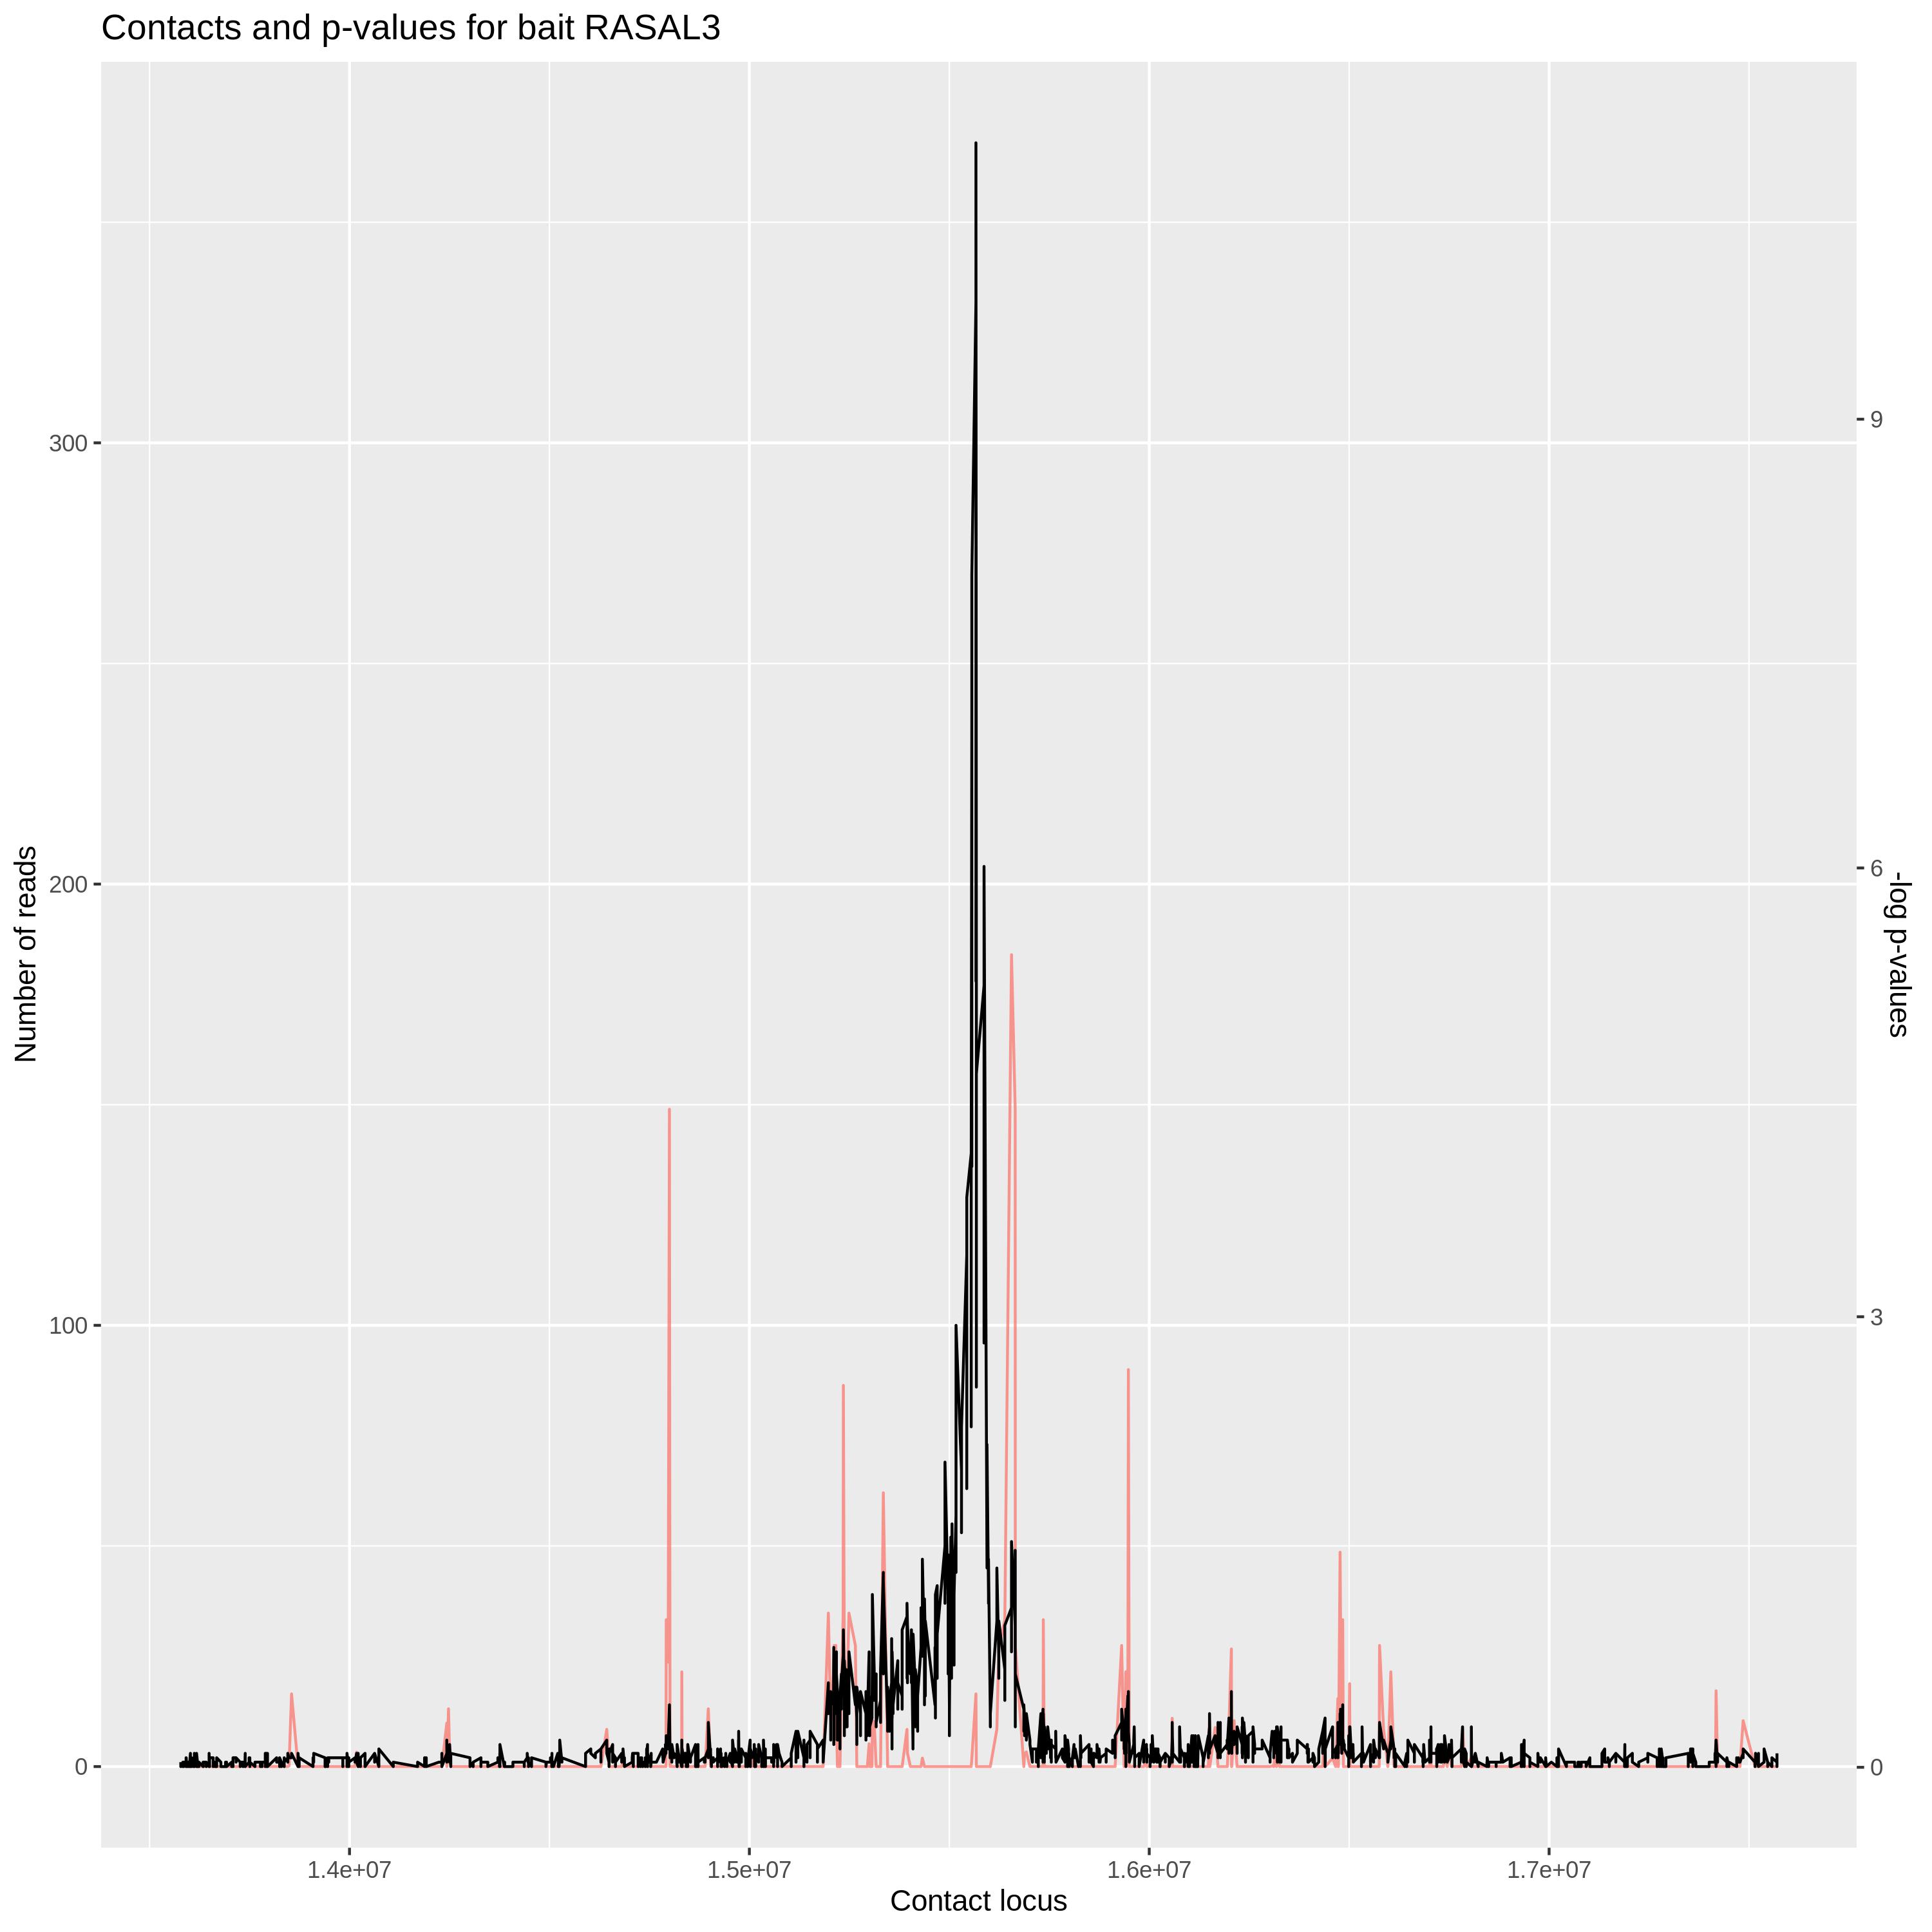 Contacts and p-values for bait RASAL3
Number of reads
300
200
100
0
9
6
3
0
-log p-values
1.4e+07
1.5e+07
1.6e+07
1.7e+07
Contact locus